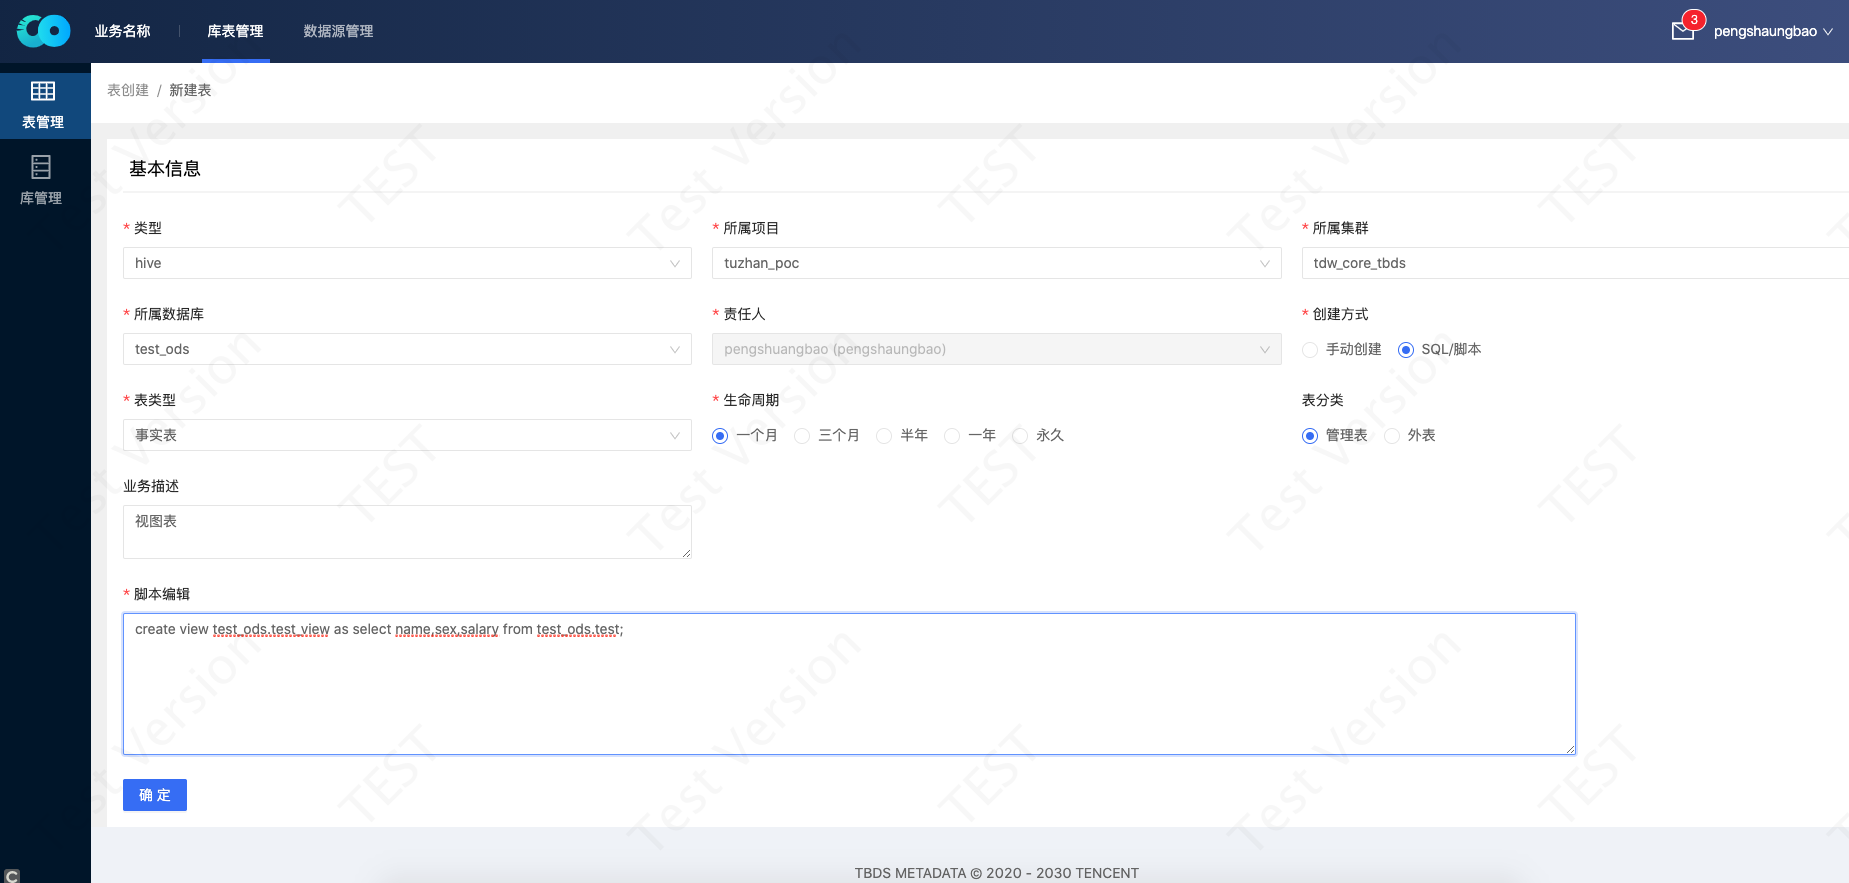 业务名称 库表管理 数据源管理 3 pengshaungbao
表管理
库管理
表创建 / 新建表
基本信息
* 类型 * 所属项目 * 所属集群
hive tuzhan_poc tdw_core_tbds
* 所属数据库 * 责任人 * 创建方式
test_ods pengshuangbao (pengshaungbao) 手动创建 SQL/脚本
* 表类型 * 生命周期 表分类
事实表 一个月 三个月 半年 一年 永久 管理表 外表
业务描述
视图表
* 脚本编辑
create view test_ods.test_view as select name,sex,salary from test_ods.test;
确 定
TBDS METADATA © 2020 - 2030 TENCENT
Test Version
TEST